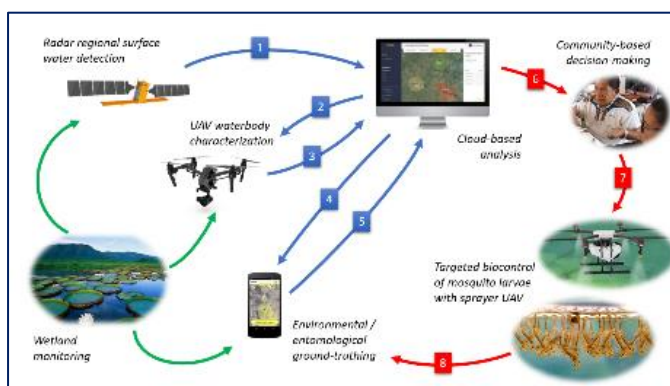 Radar regional surface
water detection
1
Community-based
decision making
6
2
UAV waterbody
characterization
3
Cloud-based
analysis
7
4
5
Targeted biocontrol
of mosquito larvae
with sprayer UAV
Wetland
monitoring
Environmental /
entomological
ground-truthing
8